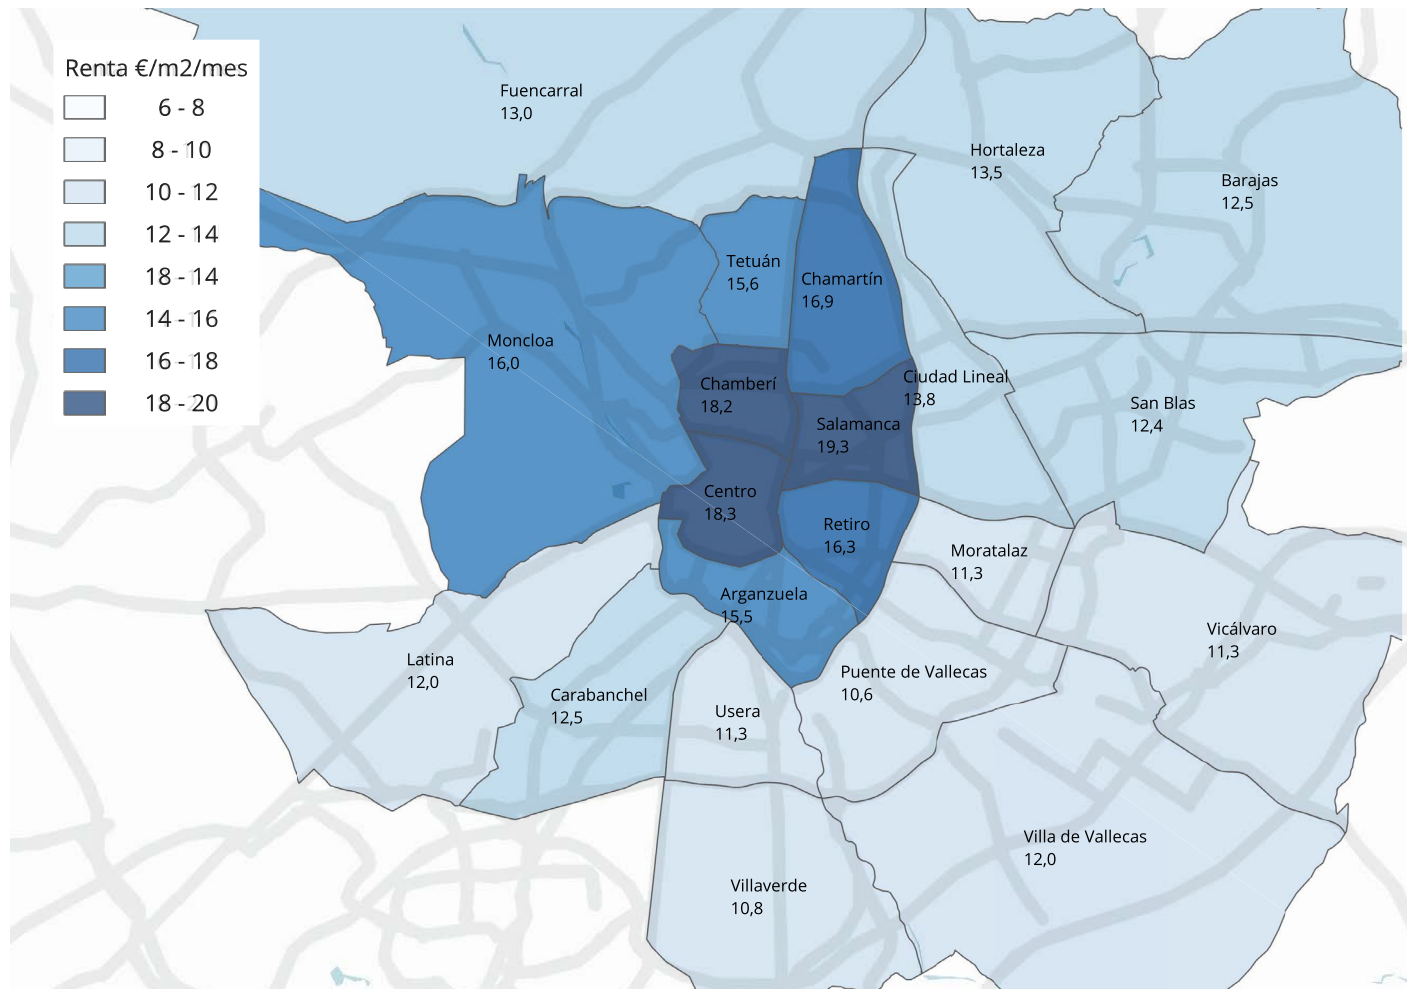 Renta €/m2/mes
6 - 8
8 - 10
10 - 12
12 - 14
18 - 14
14 - 16
16 - 18
18 - 20
Fuencarral
13,0
Hortaleza
13,5
Barajas
12,5
Tetuán
15,6
Chamartín
16,9
Moncloa
16,0
Chamberí
18,2
Ciudad Lineal
13,8
Salamanca
19,3
San Blas
12,4
Centro
18,3
Retiro
16,3
Moratalaz
11,3
Arganzuela
15,5
Vicálvaro
11,3
Latina
12,0
Carabanchel
12,5
Puente de Vallecas
10,6
Usera
11,3
Villa de Vallecas
12,0
Villaverde
10,8